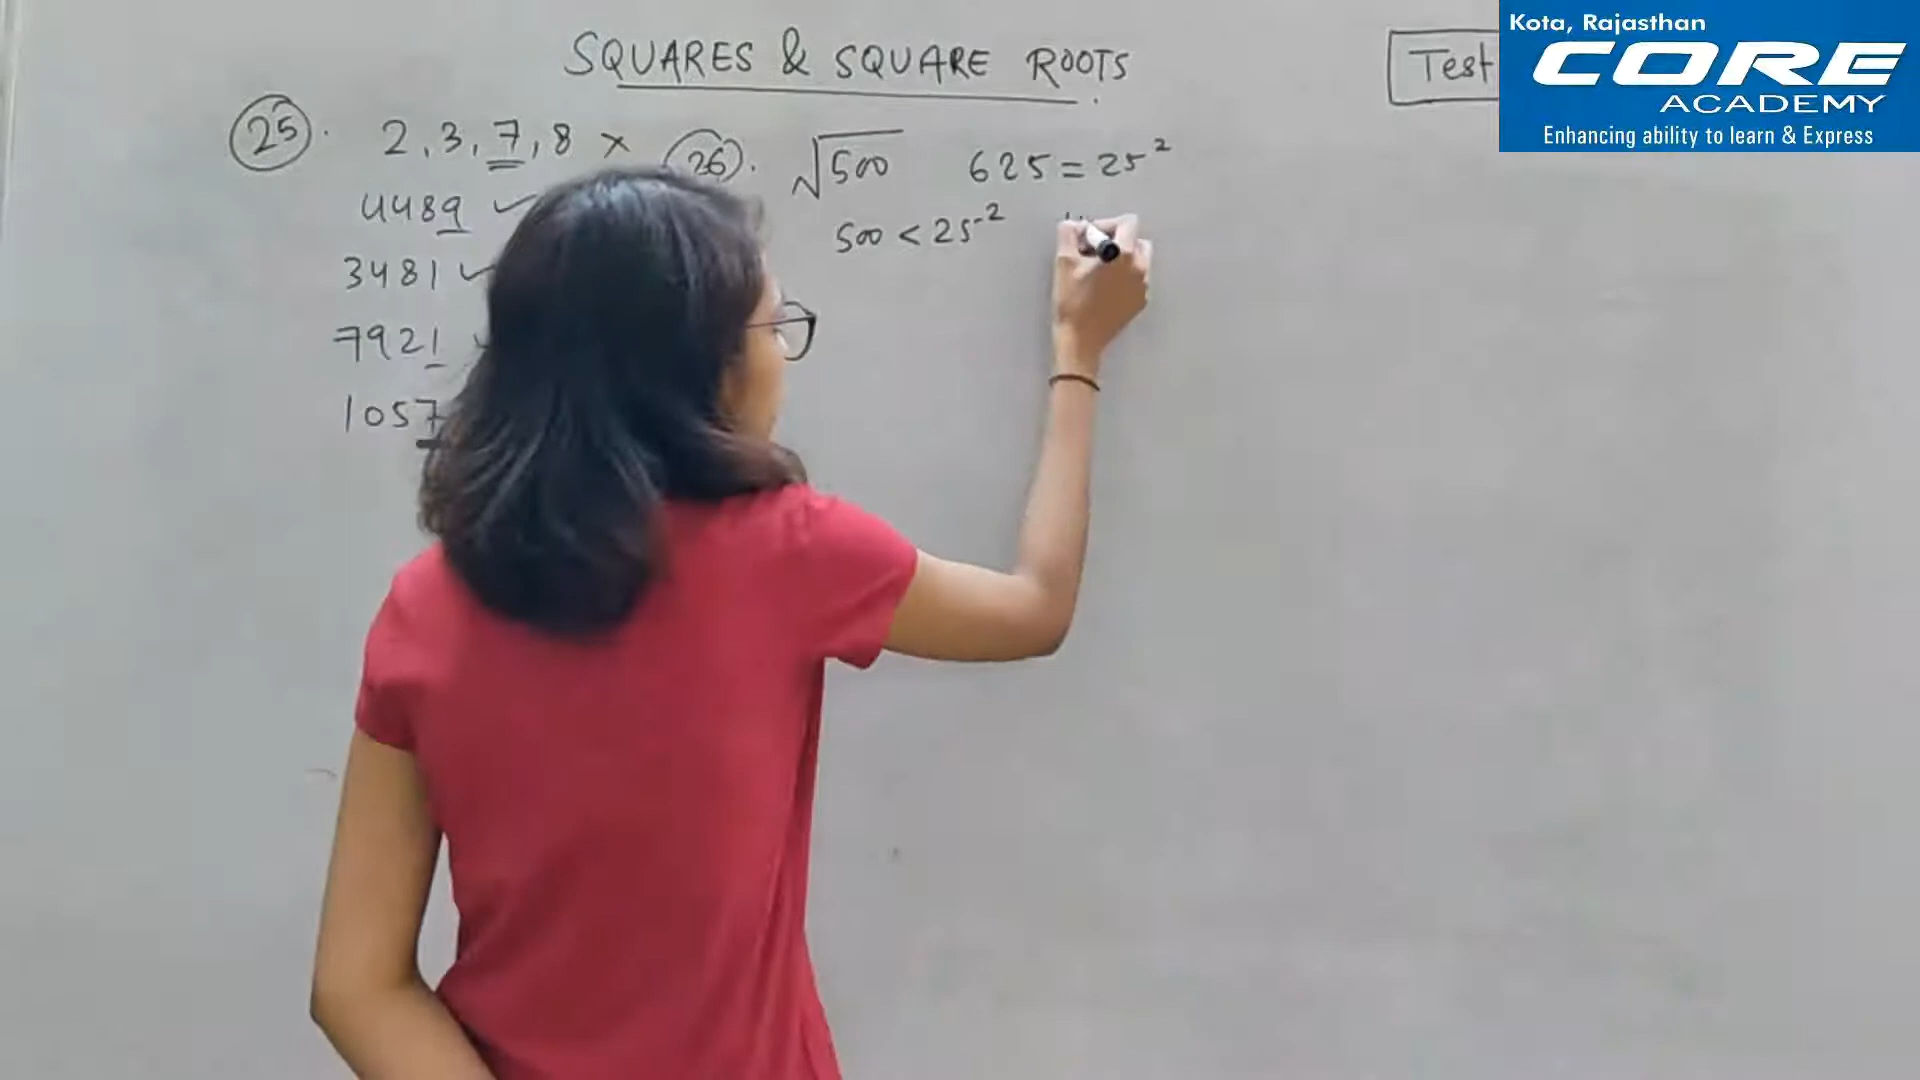 SQUARES & SQUARE ROOTS
Test
Kota, Rajasthan
CORE
ACADEMY
Enhancing ability to learn & Express
25. 2, 3, 7, 8 ×
4489 ✓
3481 ✓
7921
1057
26. √500 625 = 25²
500 < 25²